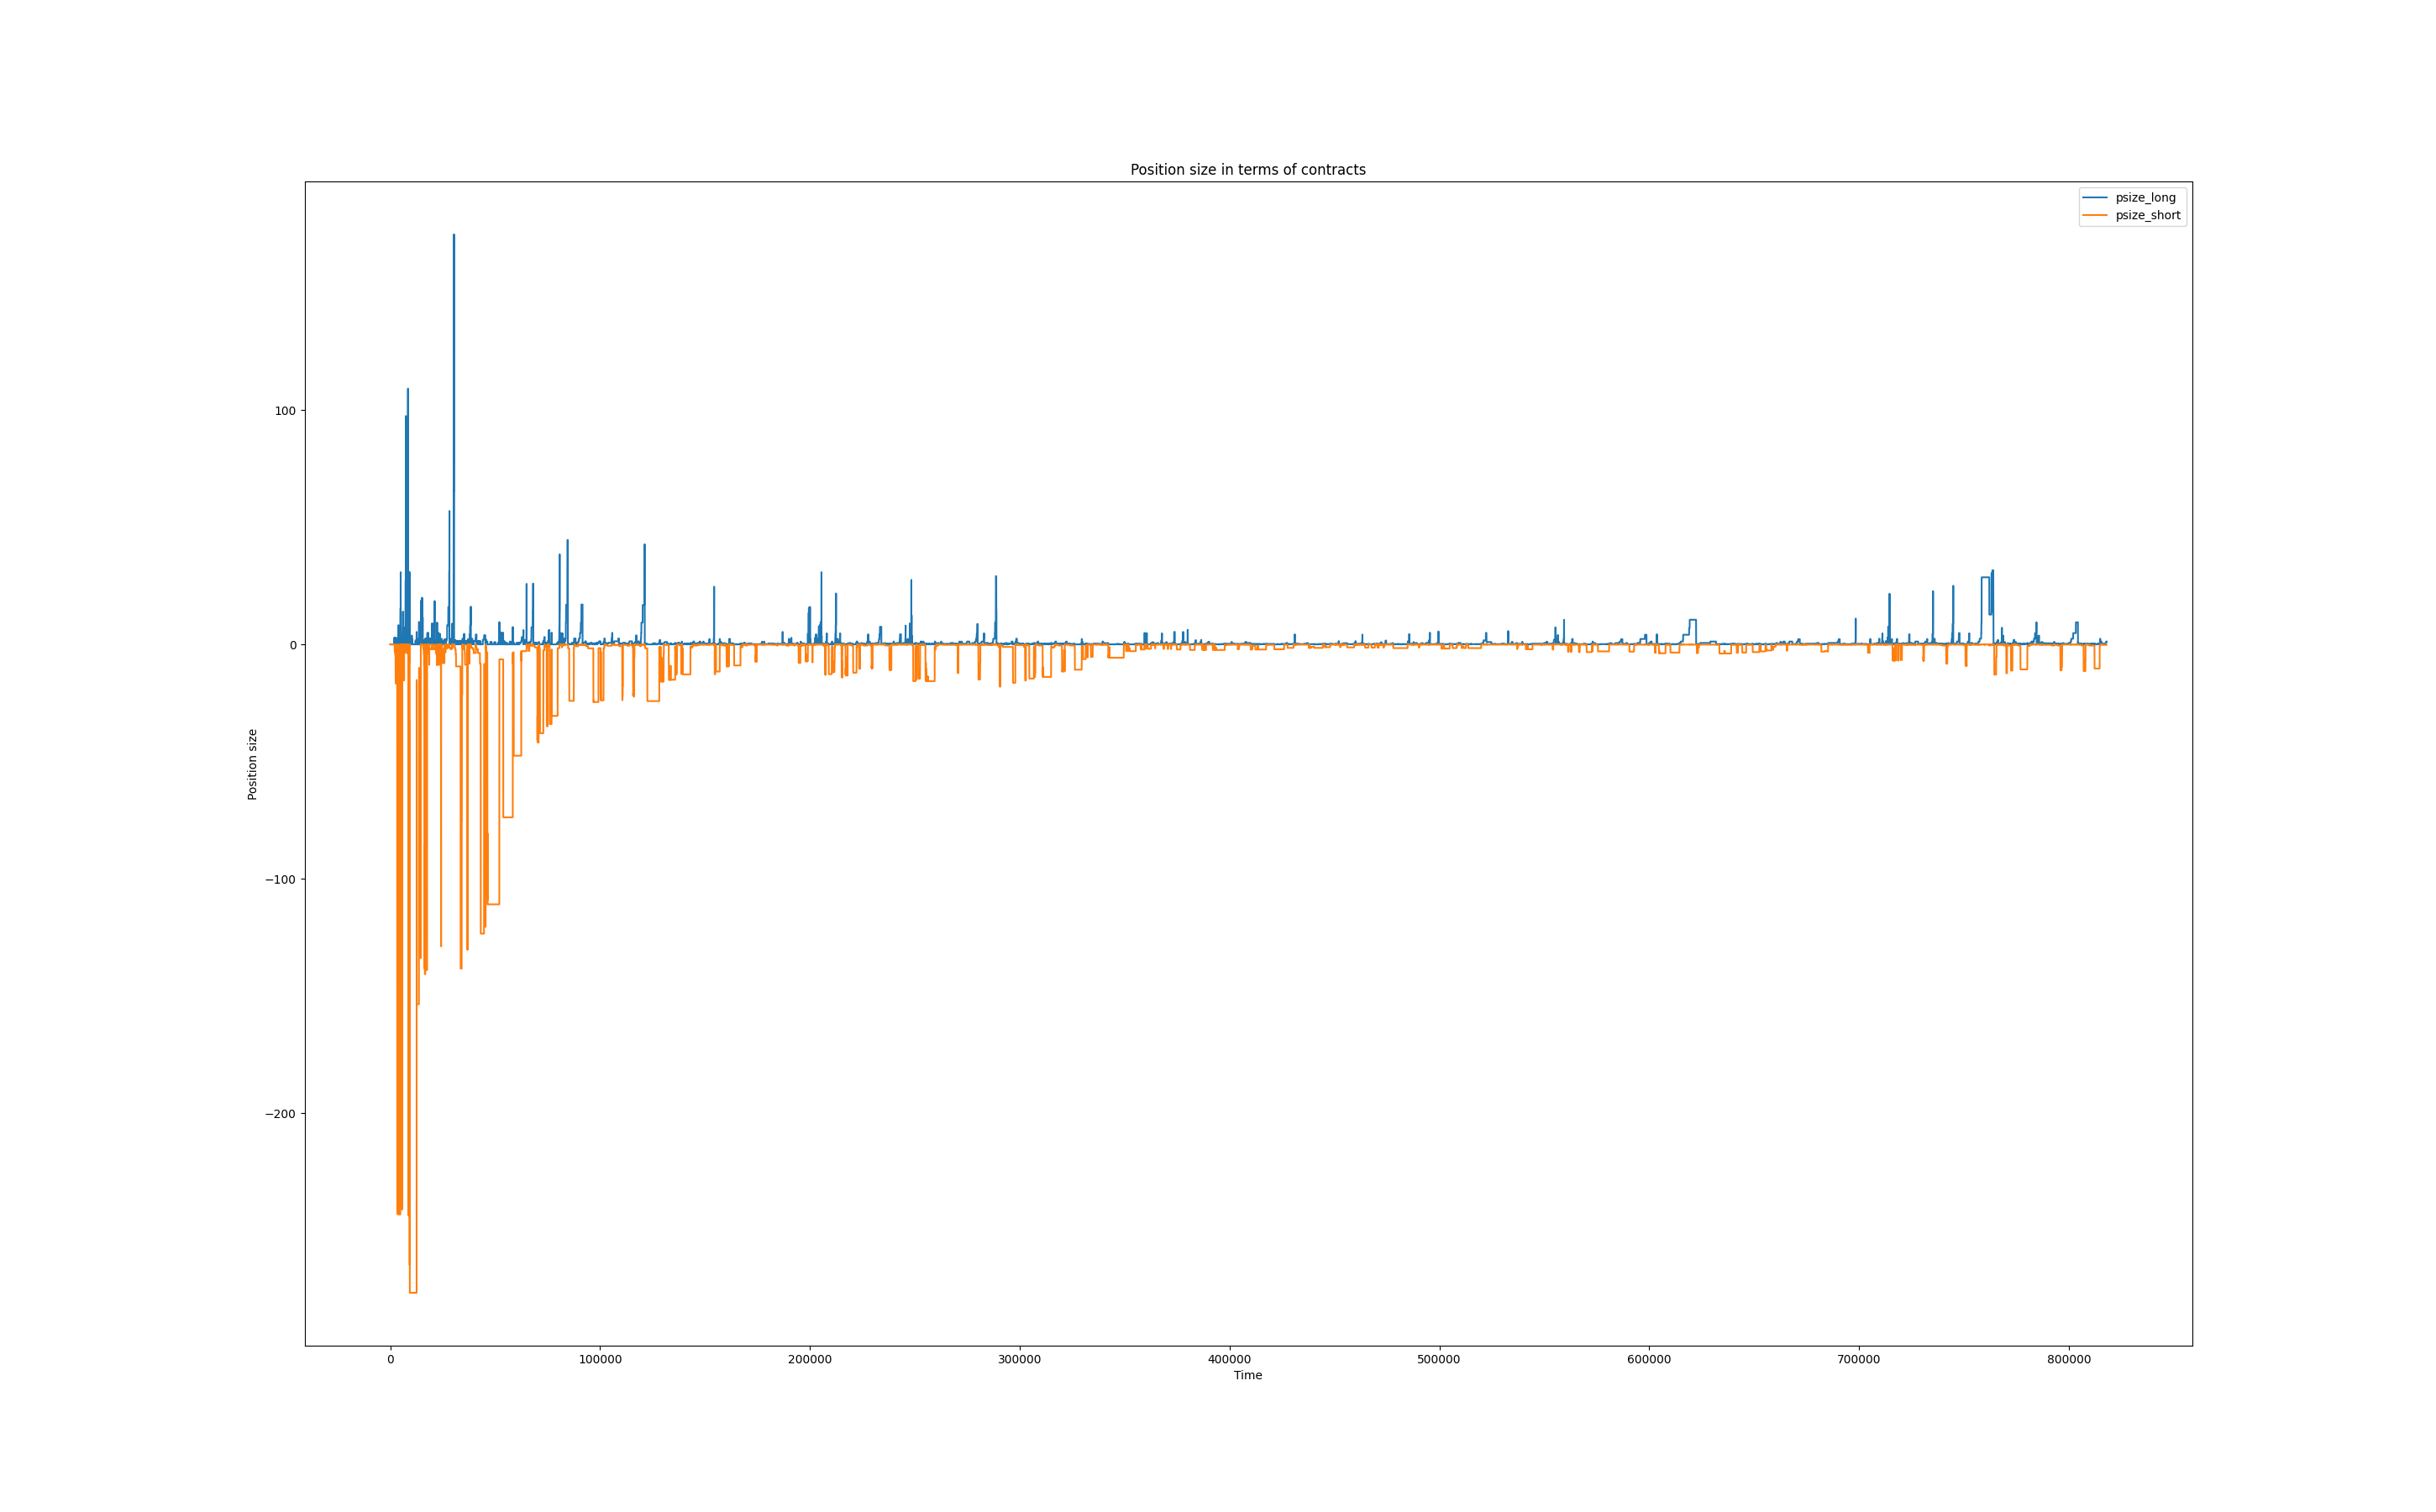 Position size in terms of contracts
psize_long
psize_short
100
0
−100
−200
Position size
0 100000 200000 300000 400000 500000 600000 700000 800000
Time